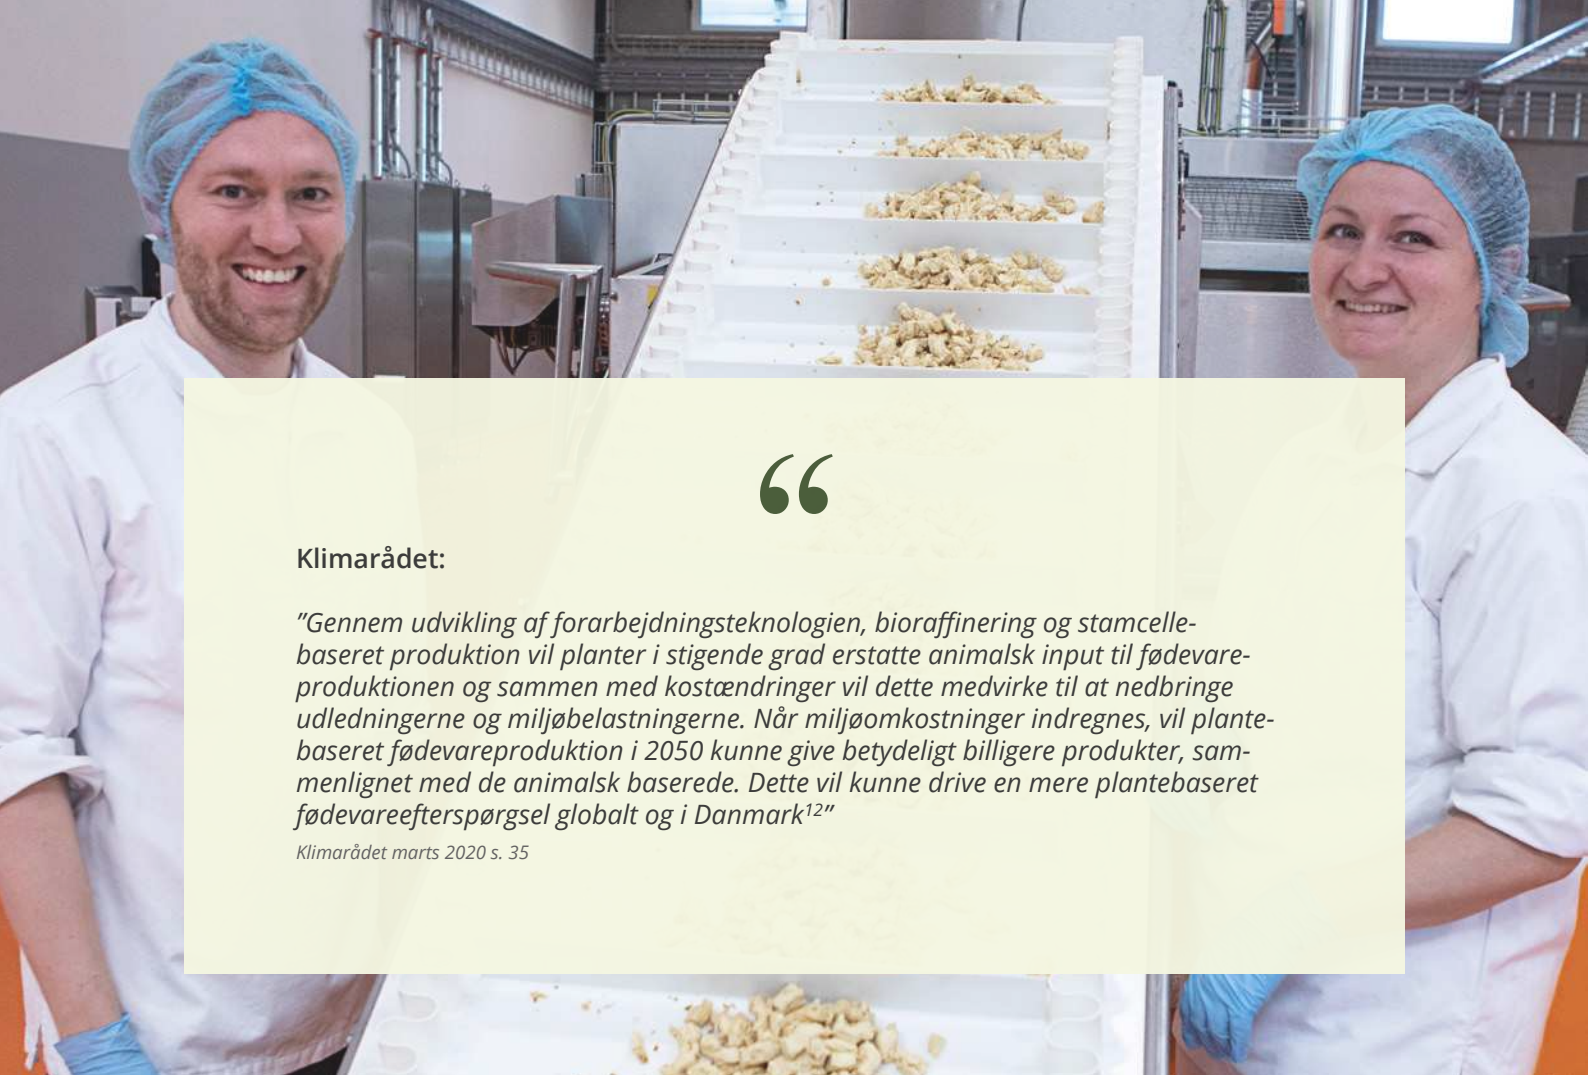 “
Klimarådet:
”Gennem udvikling af forarbejdningsteknologien, bioraffinering og stamcelle-
baseret produktion vil planter i stigende grad erstatte animalsk input til fødevare-
produktionen og sammen med kostændringer vil dette medvirke til at nedbringe
udledningerne og miljøbelastningerne. Når miljøomkostninger indregnes, vil plante-
baseret fødevareproduktion i 2050 kunne give betydeligt billigere produkter, sam-
menlignet med de animalsk baserede. Dette vil kunne drive en mere plantebaseret
fødevareefterspørgsel globalt og i Danmark¹²”
Klimarådet marts 2020 s. 35